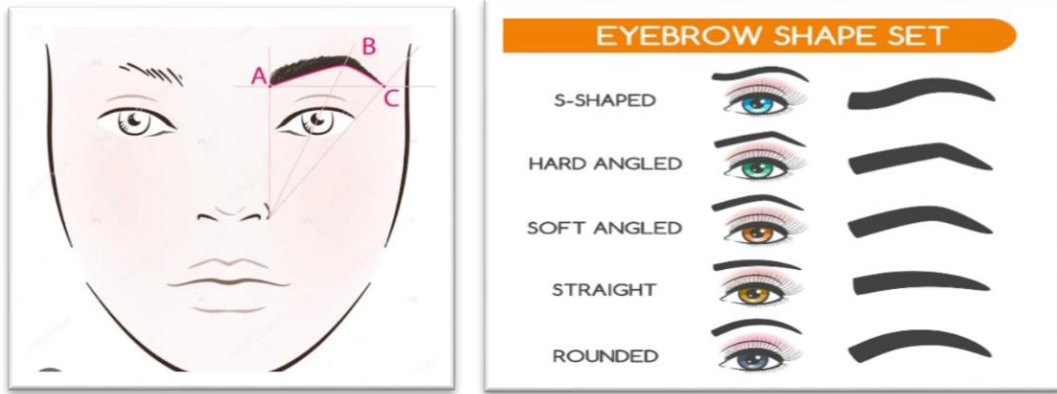 A
B
C
EYEBROW SHAPE SET
S-SHAPED
HARD ANGLED
SOFT ANGLED
STRAIGHT
ROUNDED